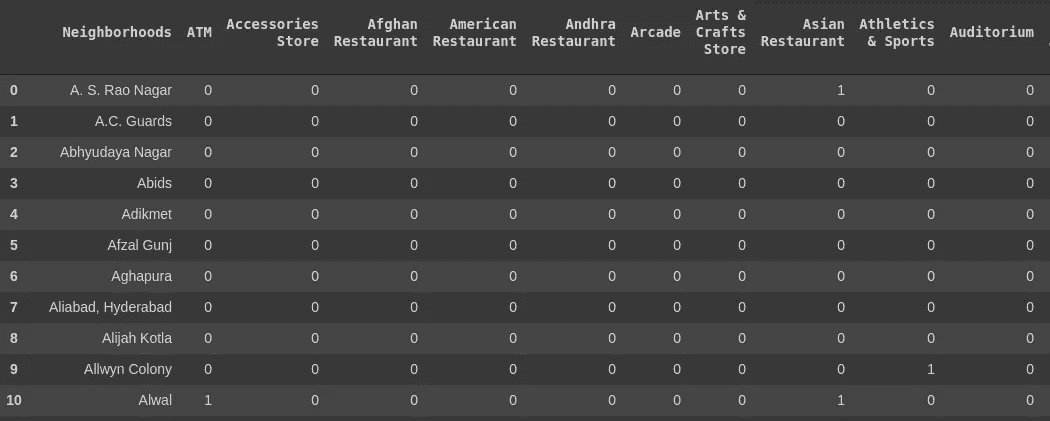 Neighborhoods ATM Accessories Store Afghan Restaurant American Restaurant Andhra Restaurant Arcade Arts & Crafts Store Asian Restaurant Athletics & Sports Auditorium
0 A. S. Rao Nagar 0 0 0 0 0 0 0 1 0 0
1 A.C. Guards 0 0 0 0 0 0 0 0 0 0
2 Abhyudaya Nagar 0 0 0 0 0 0 0 0 0 0
3 Abids 0 0 0 0 0 0 0 0 0 0
4 Adikmet 0 0 0 0 0 0 0 0 0 0
5 Afzal Gunj 0 0 0 0 0 0 0 0 0 0
6 Aghapura 0 0 0 0 0 0 0 0 0 0
7 Aliabad, Hyderabad 0 0 0 0 0 0 0 0 0 0
8 Alijah Kotla 0 0 0 0 0 0 0 0 0 0
9 Allwyn Colony 0 0 0 0 0 0 0 0 1 0
10 Alwal 1 0 0 0 0 0 0 1 0 0